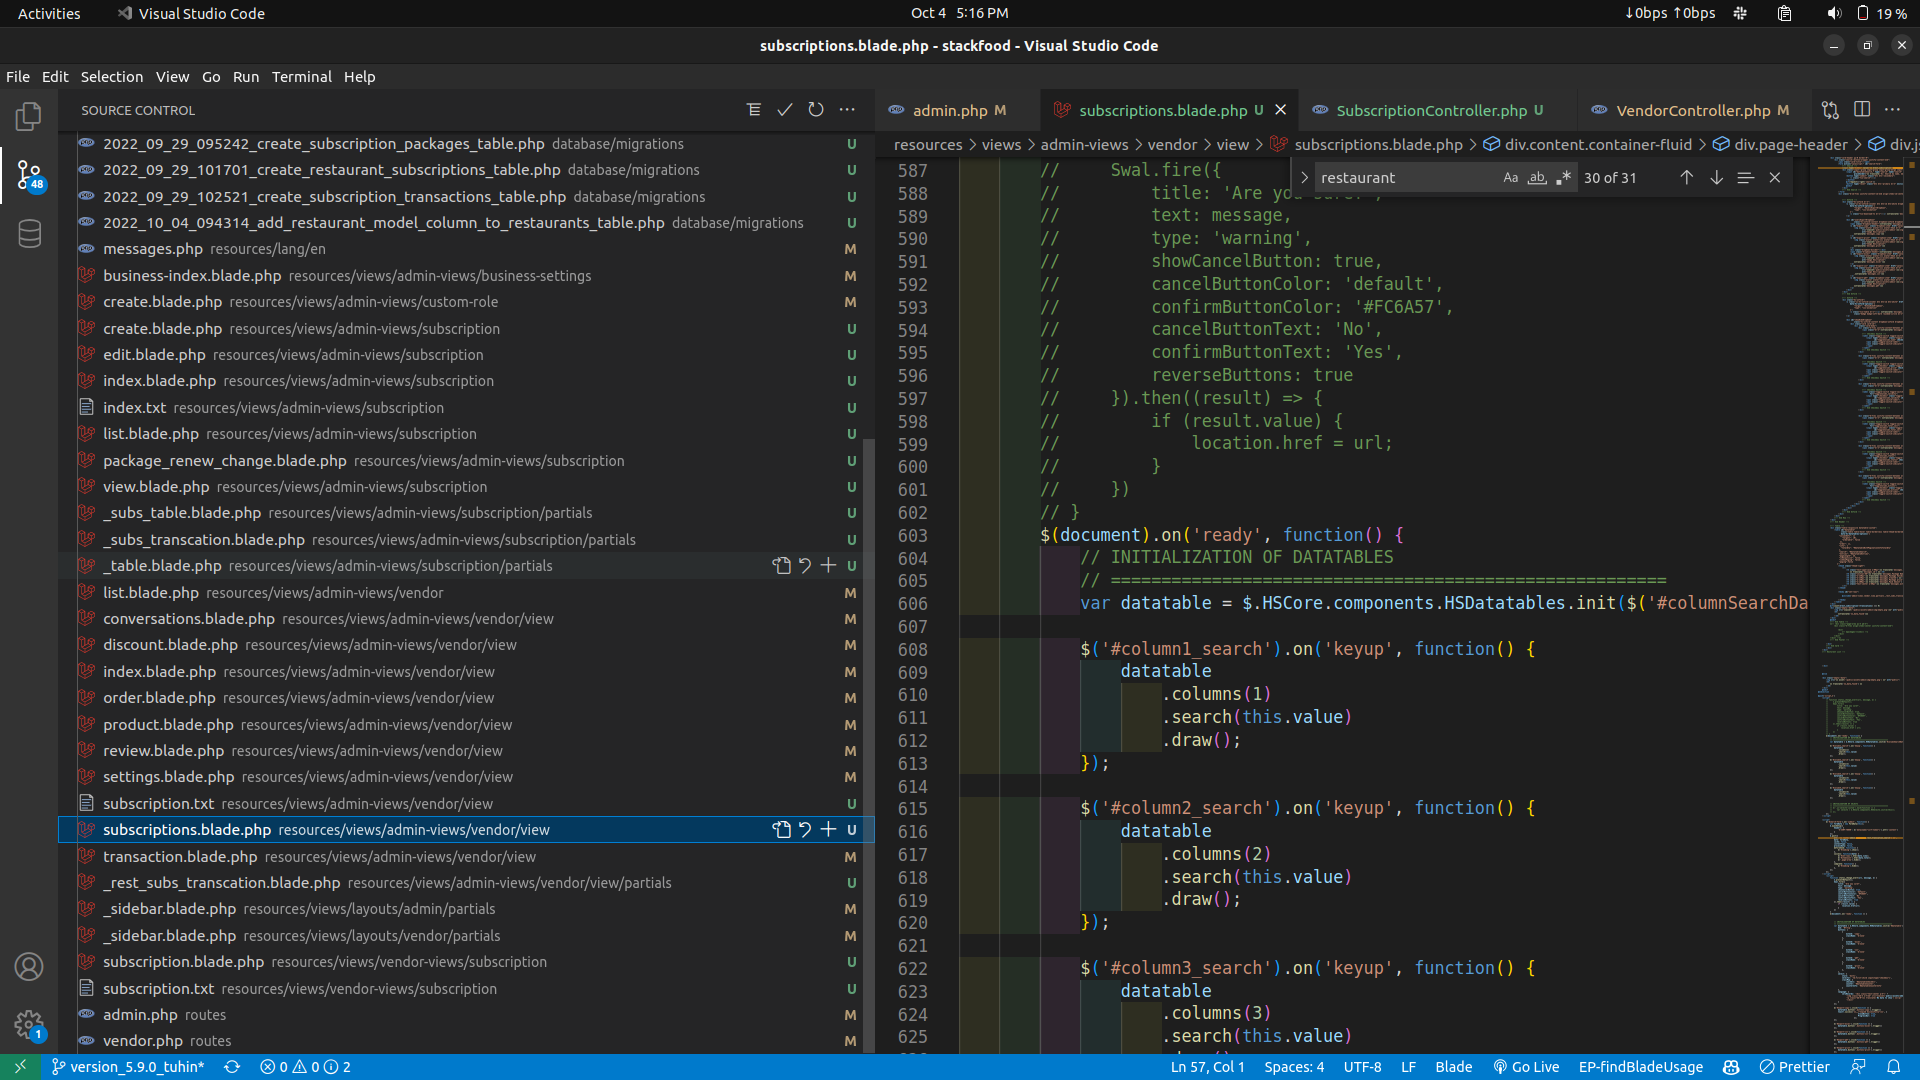 Activities
Visual Studio Code
Oct 4 5:16 PM
↓0bps ↑0bps
19 %
subscriptions.blade.php - stackfood - Visual Studio Code
File Edit Selection View Go Run Terminal Help
SOURCE CONTROL
48
2022_09_29_095242_create_subscription_packages_table.php database/migrations U
2022_09_29_101701_create_restaurant_subscriptions_table.php database/migrations U
2022_09_29_102521_create_subscription_transactions_table.php database/migrations U
2022_10_04_094314_add_restaurant_model_column_to_restaurants_table.php database/migrations U
messages.php resources/lang/en M
business-index.blade.php resources/views/admin-views/business-settings M
create.blade.php resources/views/admin-views/custom-role M
create.blade.php resources/views/admin-views/subscription U
edit.blade.php resources/views/admin-views/subscription U
index.blade.php resources/views/admin-views/subscription U
index.txt resources/views/admin-views/subscription U
list.blade.php resources/views/admin-views/subscription U
package_renew_change.blade.php resources/views/admin-views/subscription U
view.blade.php resources/views/admin-views/subscription U
_subs_table.blade.php resources/views/admin-views/subscription/partials U
_subs_transcation.blade.php resources/views/admin-views/subscription/partials U
_table.blade.php resources/views/admin-views/subscription/partials U
list.blade.php resources/views/admin-views/vendor M
conversations.blade.php resources/views/admin-views/vendor/view M
discount.blade.php resources/views/admin-views/vendor/view M
index.blade.php resources/views/admin-views/vendor/view M
order.blade.php resources/views/admin-views/vendor/view M
product.blade.php resources/views/admin-views/vendor/view M
review.blade.php resources/views/admin-views/vendor/view M
settings.blade.php resources/views/admin-views/vendor/view M
subscription.txt resources/views/admin-views/vendor/view U
subscriptions.blade.php resources/views/admin-views/vendor/view U
transaction.blade.php resources/views/admin-views/vendor/view M
_rest_subs_transcation.blade.php resources/views/admin-views/vendor/view/partials U
_sidebar.blade.php resources/views/layouts/admin/partials M
_sidebar.blade.php resources/views/layouts/vendor/partials M
subscription.blade.php resources/views/vendor-views/subscription U
subscription.txt resources/views/vendor-views/subscription U
admin.php routes M
vendor.php routes M
1
admin.php M
subscriptions.blade.php U
SubscriptionController.php U
VendorController.php M
resources > views > admin-views > vendor > view > subscriptions.blade.php > div.content.container-fluid > div.page-header > div.js
restaurant
Aa ab 30 of 31
587 // Swal.fire({
588 // title: 'Are you sure?',
589 // text: message,
590 // type: 'warning',
591 // showCancelButton: true,
592 // cancelButtonColor: 'default',
593 // confirmButtonColor: '#FC6A57',
594 // cancelButtonText: 'No',
595 // confirmButtonText: 'Yes',
596 // reverseButtons: true
597 // }).then((result) => {
598 // if (result.value) {
599 // location.href = url;
600 // }
601 // })
602 // }
603 $(document).on('ready', function() {
604 // INITIALIZATION OF DATATABLES
605 // =======================================================
606 var datatable = $.HSCore.components.HSDatatables.init($('#columnSearchDa
607
608 $('#column1_search').on('keyup', function() {
609 datatable
610 .columns(1)
611 .search(this.value)
612 .draw();
613 });
614
615 $('#column2_search').on('keyup', function() {
616 datatable
617 .columns(2)
618 .search(this.value)
619 .draw();
620 });
621
622 $('#column3_search').on('keyup', function() {
623 datatable
624 .columns(3)
625 .search(this.value)
version_5.9.0_tuhin* 0 0 2
Ln 57, Col 1 Spaces: 4 UTF-8 LF Blade Go Live EP-findBladeUsage Prettier